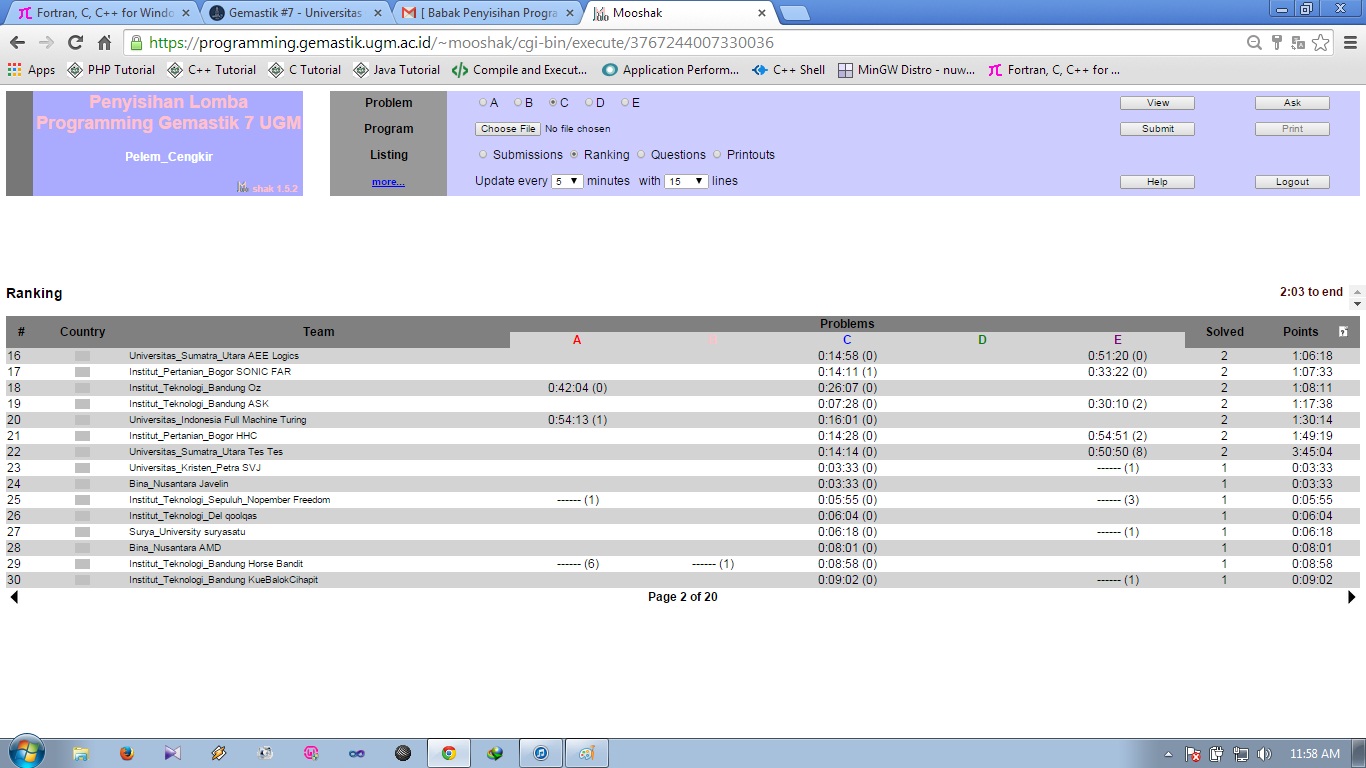 Fortran, C, C++ for Windo
Gemastik #7 - Universitas
[ Babak Penyisihan Progra
Mooshak
https://programming.gemastik.ugm.ac.id/~mooshak/cgi-bin/execute/3767244007330036
Apps PHP Tutorial C++ Tutorial C Tutorial Java Tutorial Compile and Execut... Application Perform... C++ Shell MinGW Distro - nuw... Fortran, C, C++ for ...
Penyisihan Lomba
Programming Gemastik 7 UGM
Pelem_Cengkir
shak 1.5.2
Problem A B C D E View Ask
Program Choose File No file chosen Submit Print
Listing Submissions Ranking Questions Printouts
more... Update every 5 minutes with 15 lines Help Logout
Ranking 2:03 to end
# Country Team Problems Solved Points ?
A B C D E
16 Universitas_Sumatra_Utara AEE Logics 0:14:58 (0) 0:51:20 (0) 2 1:06:18
17 Institut_Pertanian_Bogor SONIC FAR 0:14:11 (1) 0:33:22 (0) 2 1:07:33
18 Institut_Teknologi_Bandung Oz 0:42:04 (0) 0:26:07 (0) 2 1:08:11
19 Institut_Teknologi_Bandung ASK 0:07:28 (0) 0:30:10 (2) 2 1:17:38
20 Universitas_Indonesia Full Machine Turing 0:54:13 (1) 0:16:01 (0) 2 1:30:14
21 Institut_Pertanian_Bogor HHC 0:14:28 (0) 0:54:51 (2) 2 1:49:19
22 Universitas_Sumatra_Utara Tes Tes 0:14:14 (0) 0:50:50 (8) 2 3:45:04
23 Universitas_Kristen_Petra SVJ 0:03:33 (0) ------ (1) 1 0:03:33
24 Bina_Nusantara Javelin 0:03:33 (0) 1 0:03:33
25 Institut_Teknologi_Sepuluh_Nopember Freedom ------ (1) 0:05:55 (0) ------ (3) 1 0:05:55
26 Institut_Teknologi_Del qoolqas 0:06:04 (0) 1 0:06:04
27 Surya_University suryasatu 0:06:18 (0) ------ (1) 1 0:06:18
28 Bina_Nusantara AMD 0:08:01 (0) 1 0:08:01
29 Institut_Teknologi_Bandung Horse Bandit ------ (6) ------ (1) 0:08:58 (0) 1 0:08:58
30 Institut_Teknologi_Bandung KueBalokCihapit 0:09:02 (0) ------ (1) 1 0:09:02
Page 2 of 20
11:58 AM